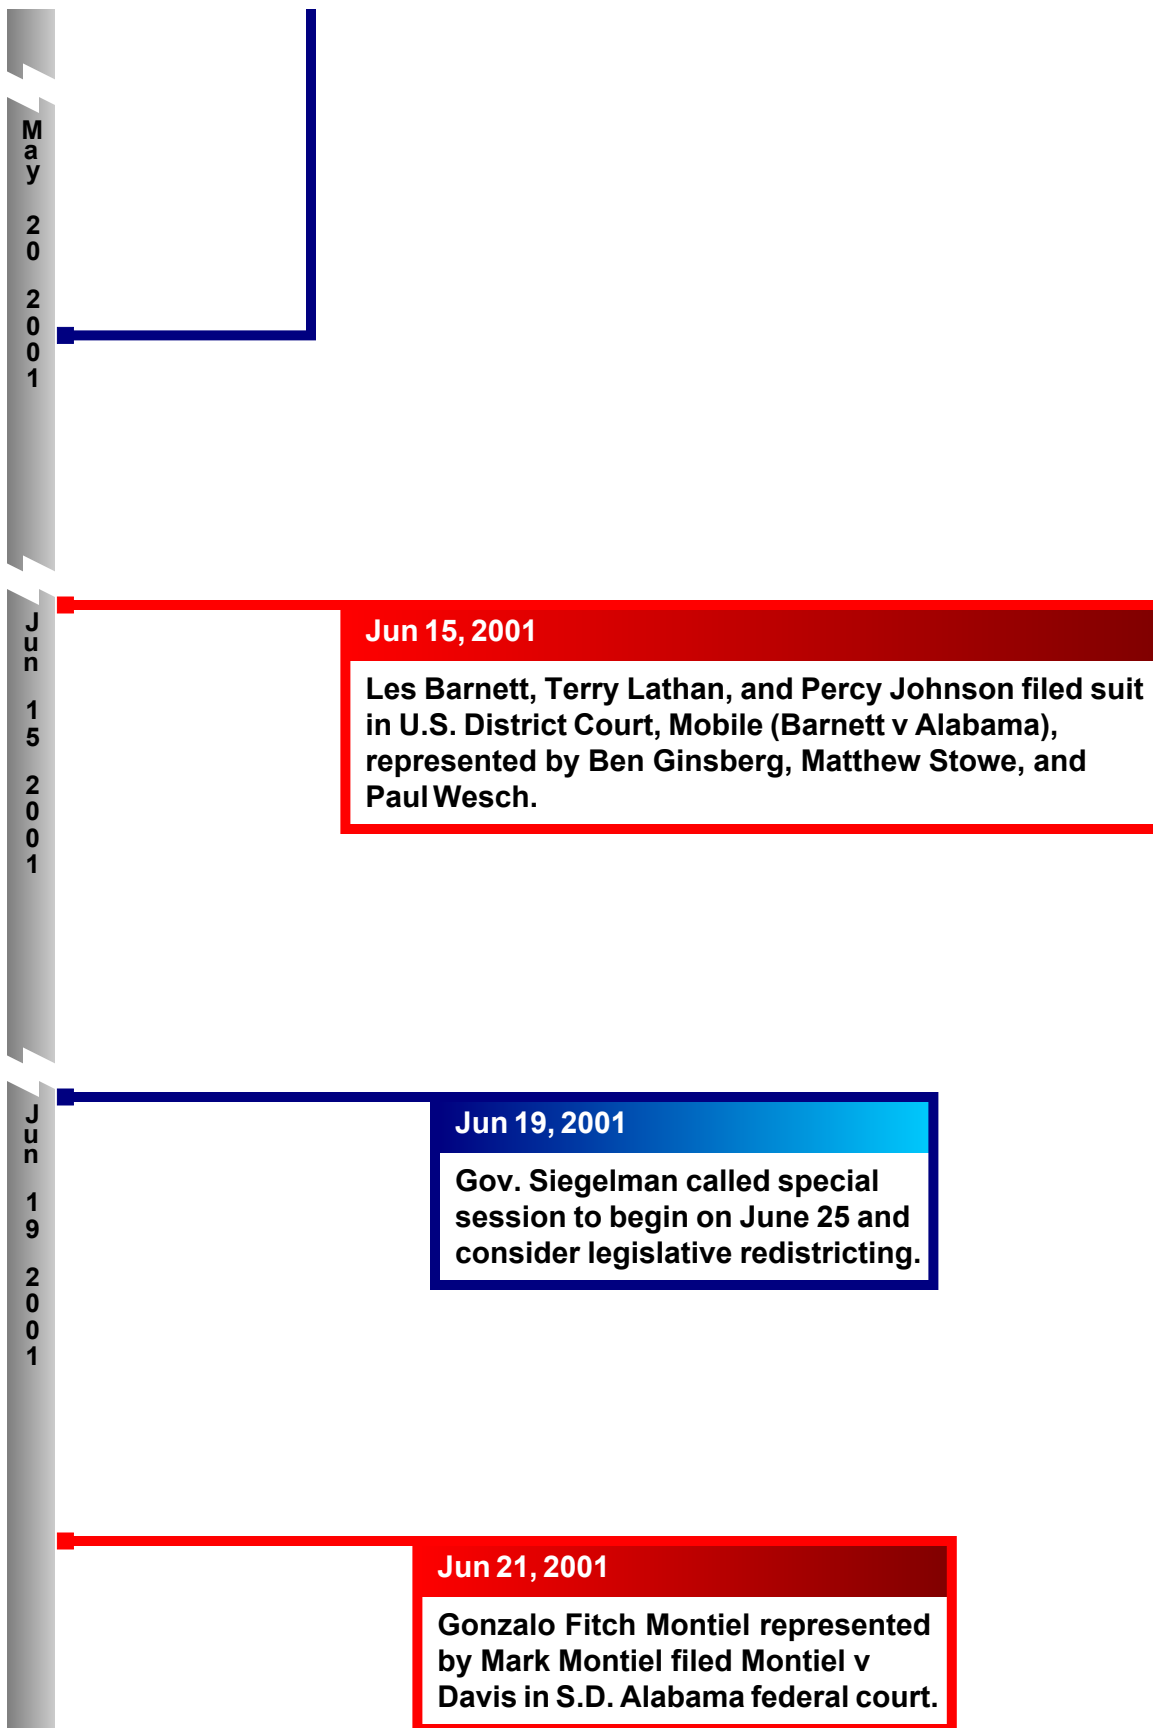 May 20 2001
Jun 15 2001
Jun 15, 2001
Les Barnett, Terry Lathan, and Percy Johnson filed suit
in U.S. District Court, Mobile (Barnett v Alabama),
represented by Ben Ginsberg, Matthew Stowe, and
Paul Wesch.
Jun 19 2001
Jun 19, 2001
Gov. Siegelman called special
session to begin on June 25 and
consider legislative redistricting.
Jun 21, 2001
Gonzalo Fitch Montiel represented
by Mark Montiel filed Montiel v
Davis in S.D. Alabama federal court.